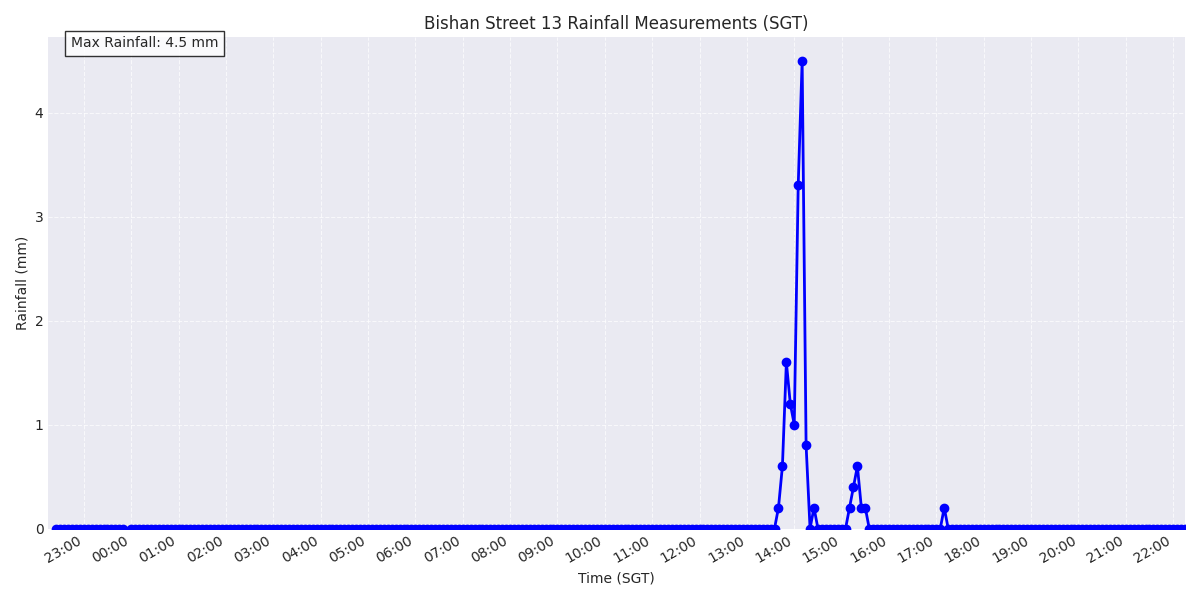 Bishan Street 13 Rainfall Measurements (SGT)
Max Rainfall: 4.5 mm
4
3
2
1
0
Rainfall (mm)
23:00 00:00 01:00 02:00 03:00 04:00 05:00 06:00 07:00 08:00 09:00 10:00 11:00 12:00 13:00 14:00 15:00 16:00 17:00 18:00 19:00 20:00 21:00 22:00
Time (SGT)